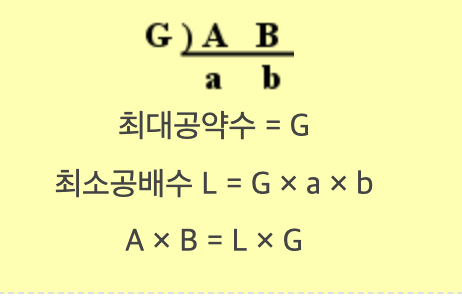 G ) A B
a b
최대공약수 = G
최소공배수 L = G × a × b
A × B = L × G